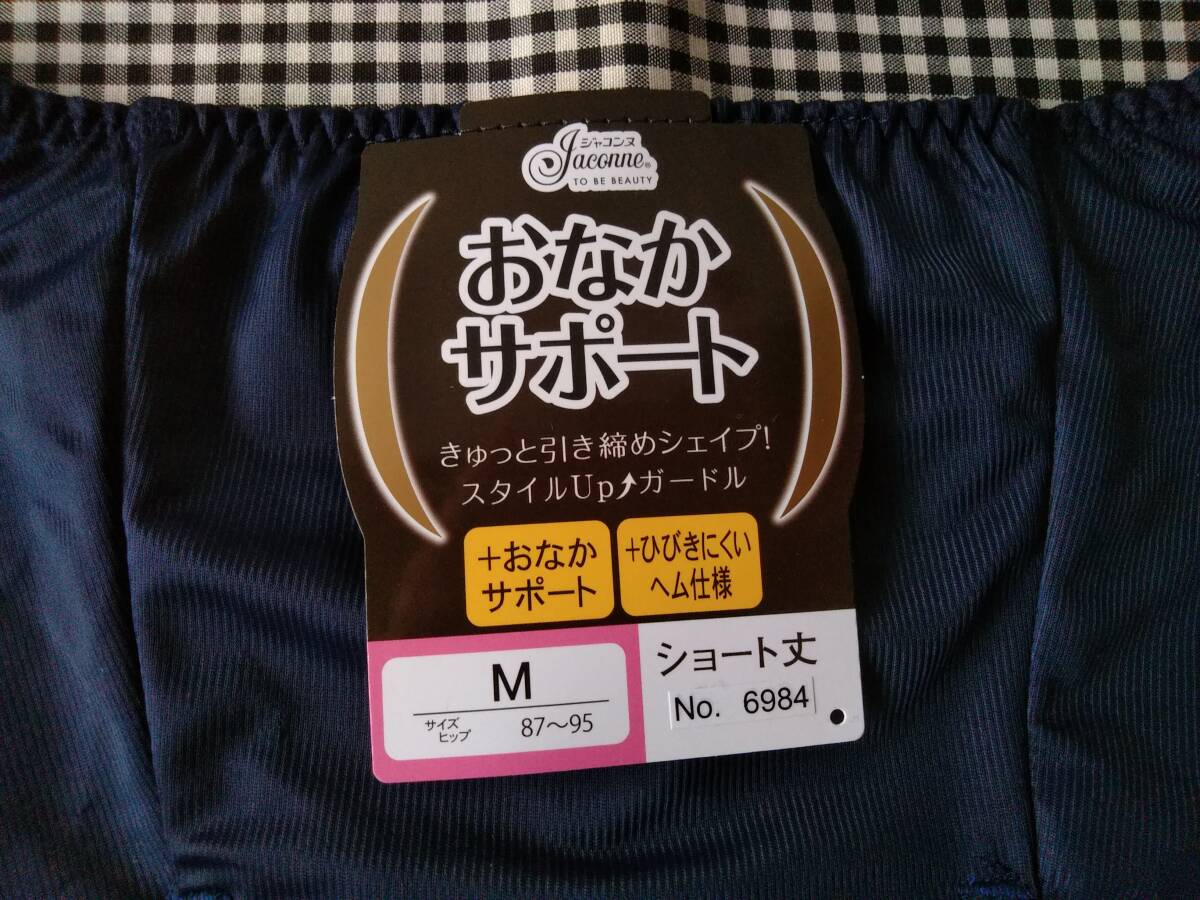 ジャコンヌ
Jaconne®
TO BE BEAUTY
おなか
サポート
きゅっと引き締めシェイプ!
スタイルUp⤴ガードル
+おなか
サポート
+ひびきにくい
ヘム仕様
M
サイズ
ヒップ 87〜95
ショート丈
No. 6984